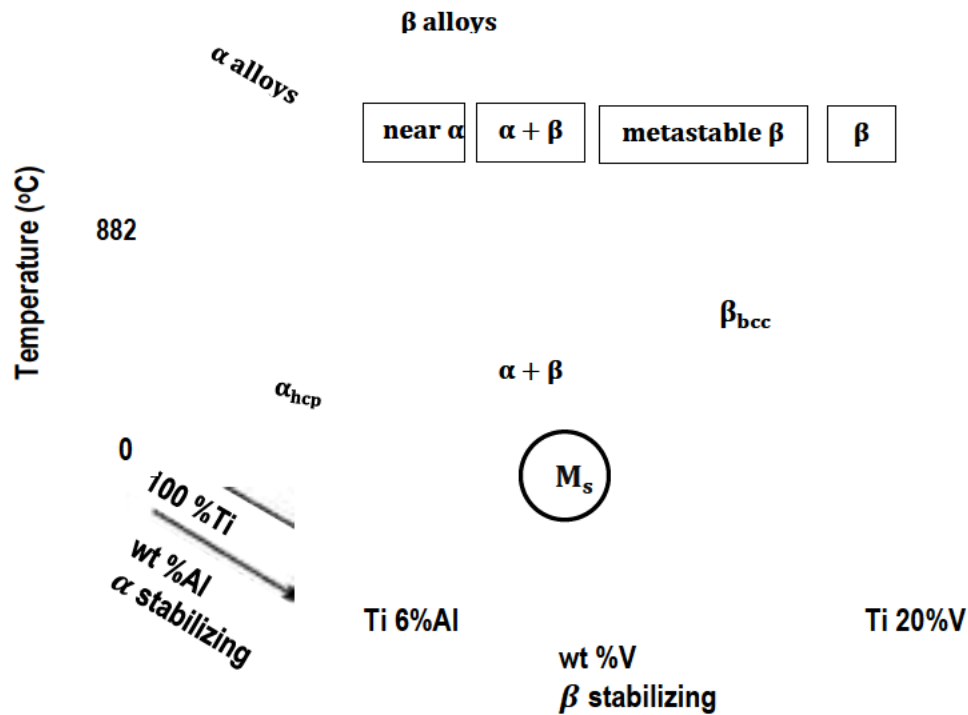 β alloys
α alloys
near α
α + β
metastable β
β
Temperature (oC)
882
β_bcc
α + β
α_hcp
0
M_s
100 %Ti
wt %Al
α stabilizing
Ti 6%Al
Ti 20%V
wt %V
β stabilizing